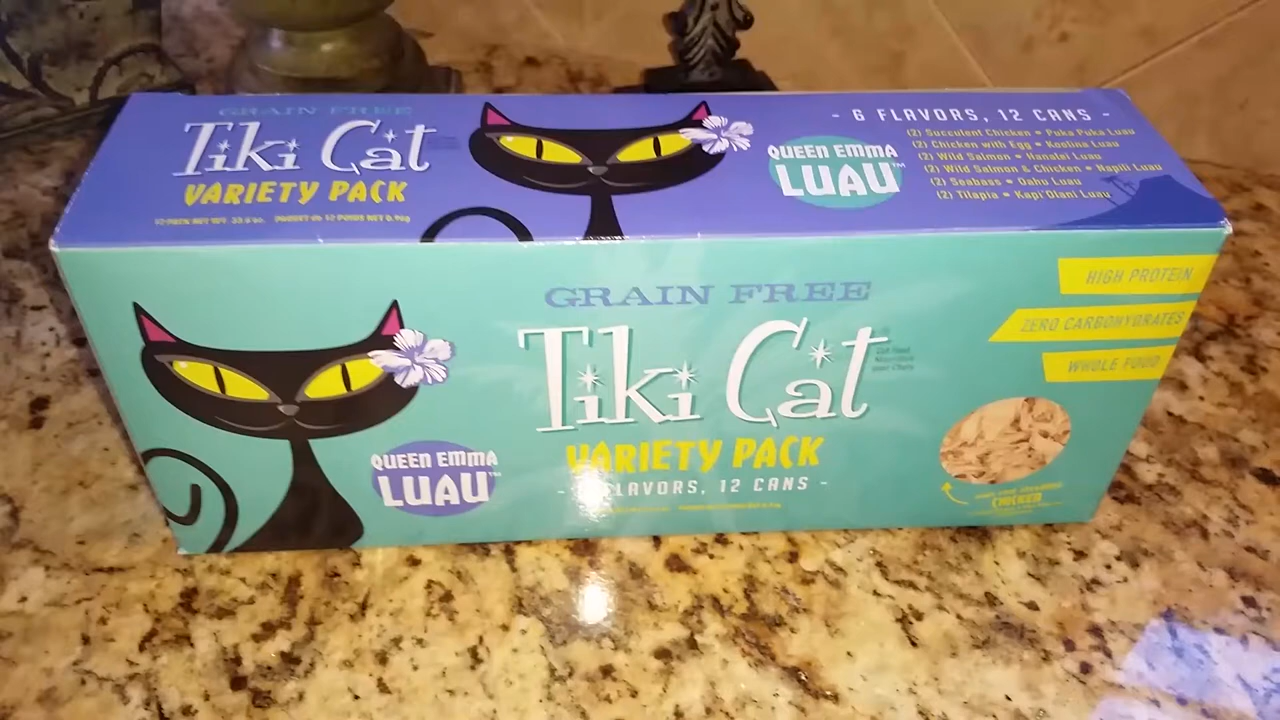 GRAIN FREE
Tiki Cat
VARIETY PACK
QUEEN EMMA
LUAU™
- 6 FLAVORS, 12 CANS -
(2) Succulent Chicken • Puka Puka Luau
(2) Chicken with Egg • Koolina Luau
(2) Wild Salmon • Hanalei Luau
(2) Wild Salmon & Chicken • Napili Luau
(2) Seabass • Oahu Luau
(2) Tilapia • Kapi'Olani Luau
GRAIN FREE
Tiki Cat
VARIETY PACK
LAVORS, 12 CANS -
QUEEN EMMA
LUAU™
HIGH PROTEIN
ZERO CARBOHYDRATES
WHOLE FOOD
CHICKEN